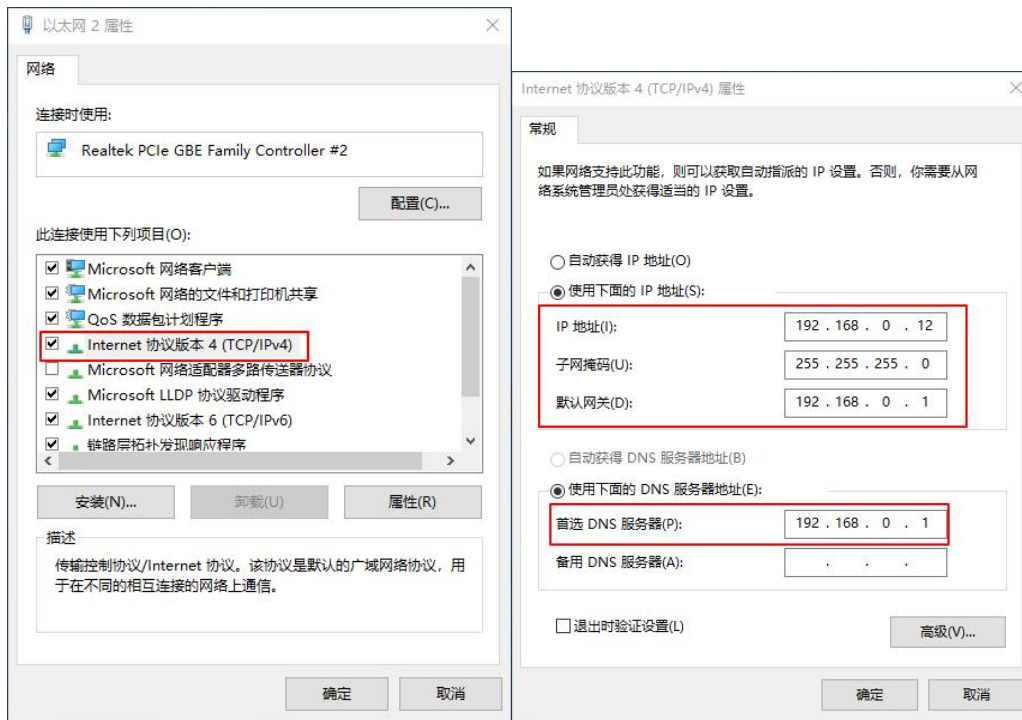 以太网 2 属性
网络
连接时使用:
Realtek PCIe GBE Family Controller #2
配置(C)...
此连接使用下列项目(O):
Microsoft 网络客户端
Microsoft 网络的文件和打印机共享
QoS 数据包计划程序
Internet 协议版本 4 (TCP/IPv4)
Microsoft 网络适配器多路传送器协议
Microsoft LLDP 协议驱动程序
Internet 协议版本 6 (TCP/IPv6)
链路层拓扑发现响应程序
安装(N)...
卸载(U)
属性(R)
描述
传输控制协议/Internet 协议。该协议是默认的广域网络协议，用
于在不同的相互连接的网络上通信。
确定
取消
Internet 协议版本 4 (TCP/IPv4) 属性
常规
如果网络支持此功能，则可以获取自动指派的 IP 设置。否则，你需要从网
络系统管理员处获得适当的 IP 设置。
自动获得 IP 地址(O)
使用下面的 IP 地址(S):
IP 地址(I):
192 . 168 . 0 . 12
子网掩码(U):
255 . 255 . 255 . 0
默认网关(D):
192 . 168 . 0 . 1
自动获得 DNS 服务器地址(B)
使用下面的 DNS 服务器地址(E):
首选 DNS 服务器(P):
192 . 168 . 0 . 1
备用 DNS 服务器(A):
. . .
退出时验证设置(L)
高级(V)...
确定
取消